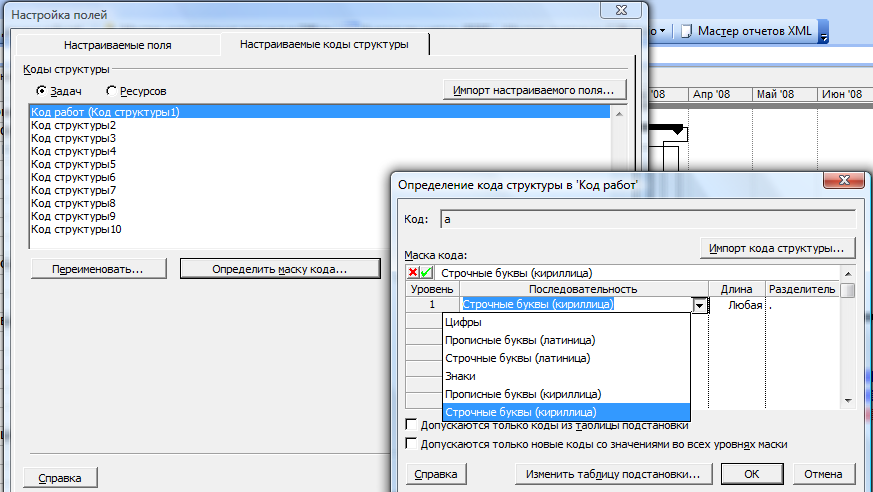 Настройка полей
Настраиваемые поля
Настраиваемые коды структуры
Коды структуры
Задач
Ресурсов
Импорт настраиваемого поля...
Код работ (Код структуры1)
Код структуры2
Код структуры3
Код структуры4
Код структуры5
Код структуры6
Код структуры7
Код структуры8
Код структуры9
Код структуры10
Переименовать...
Определить маску кода...
Справка
Мастер отчетов XML
'08
Апр '08
Май '08
Июн '08
Определение кода структуры в 'Код работ'
Код:
а
Импорт кода структуры...
Маска кода:
Строчные буквы (кириллица)
Уровень
Последовательность
Длина
Разделитель
1
Строчные буквы (кириллица)
Любая
.
Цифры
Прописные буквы (латиница)
Строчные буквы (латиница)
Знаки
Прописные буквы (кириллица)
Строчные буквы (кириллица)
Допускаются только коды из таблицы подстановки
Допускаются только новые коды со значениями во всех уровнях маски
Справка
Изменить таблицу подстановки...
OK
Отмена